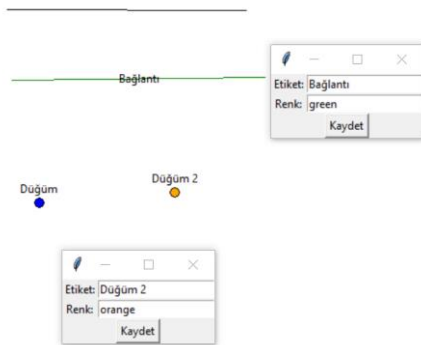 Bağlantı
Etiket: Bağlantı
Renk: green
Kaydet
Düğüm
Düğüm 2
Etiket: Düğüm 2
Renk: orange
Kaydet